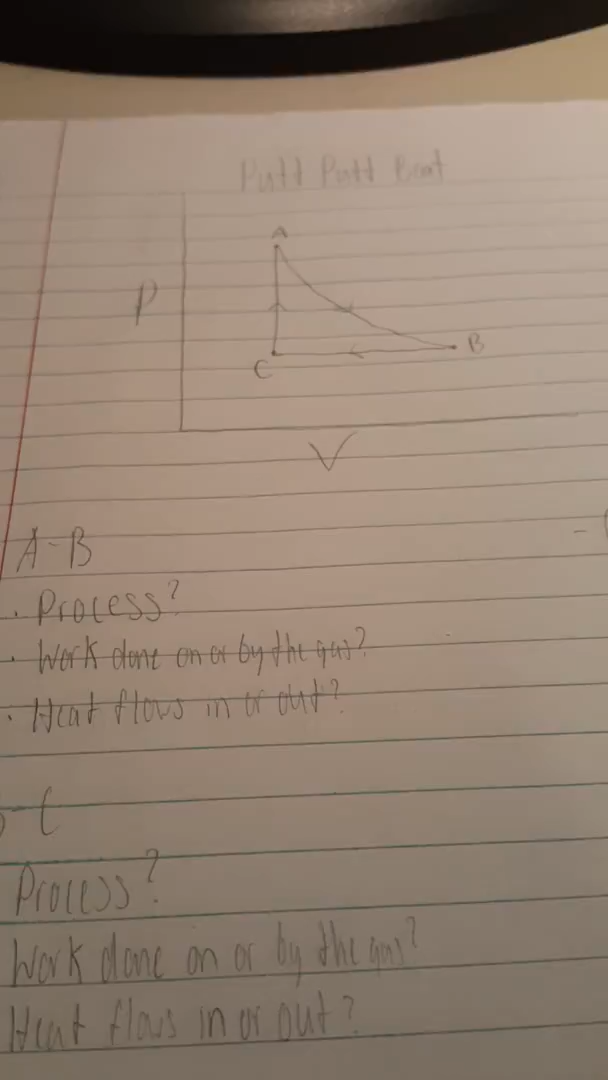 Putt Putt Boat
A
P
B
C
V
A-B
· Process?
· Work done on or by the gas?
· Heat flows in or out?
-C
Process?
Work done on or by the gas?
Heat flows in or out?